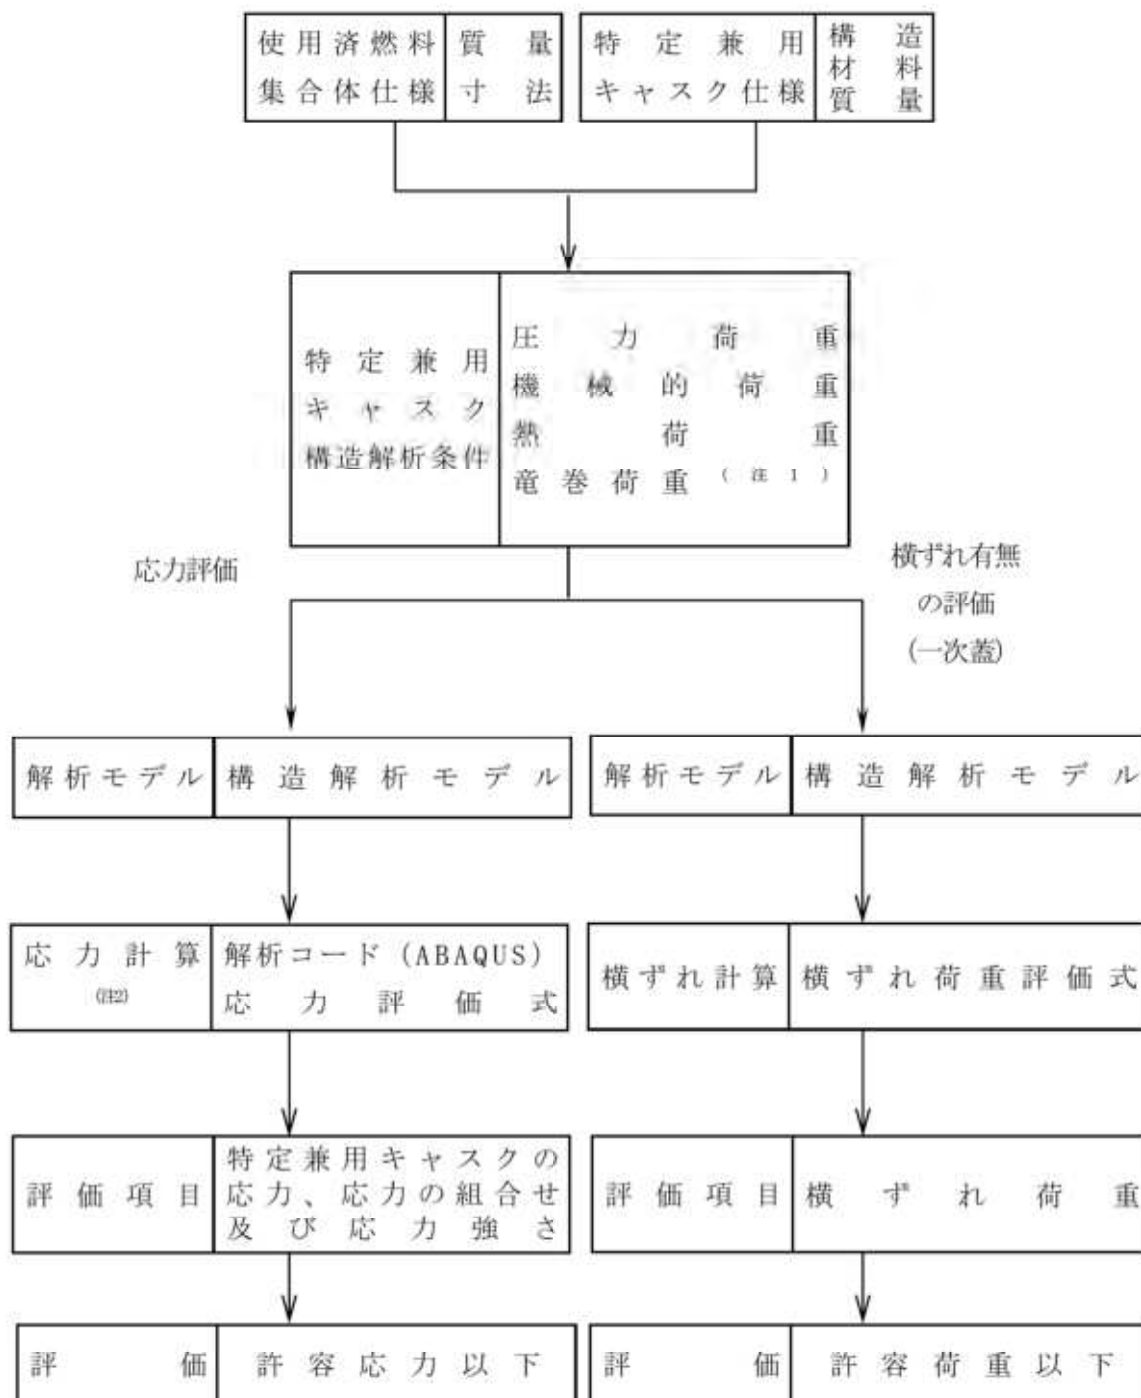 使用済燃料
集合体仕様
質量
寸法
特定兼用
キャスク仕様
構造
材料
質量
特定兼用
キャスク
構造解析条件
圧力荷重
機械的荷重
熱荷重
竜巻荷重(注1)
応力評価
横ずれ有無
の評価
(一次蓋)
解析モデル
構造解析モデル
解析モデル
構造解析モデル
応力計算
(注2)
解析コード(ABAQUS)
応力評価式
横ずれ計算
横ずれ荷重評価式
評価項目
特定兼用キャスクの
応力、応力の組合せ
及び応力強さ
評価項目
横ずれ荷重
評価
許容応力以下
評価
許容荷重以下